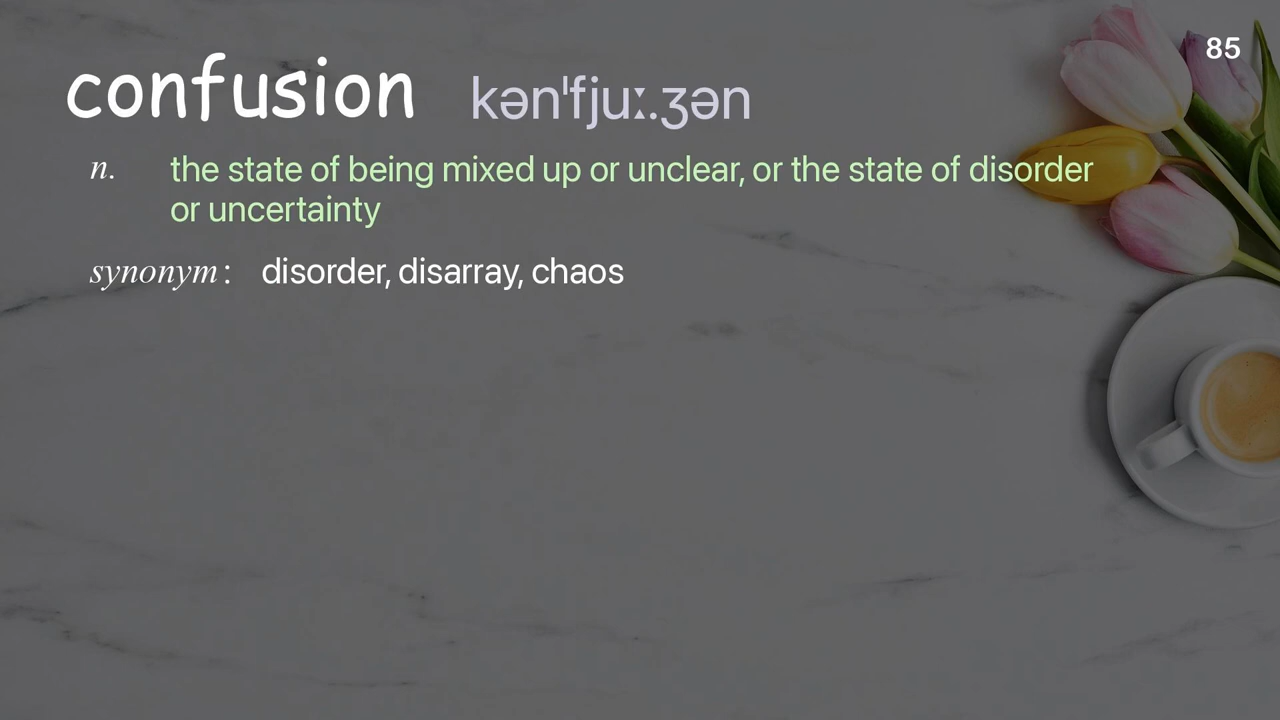 85
confusion kənˈfjuː.ʒən
n. the state of being mixed up or unclear, or the state of disorder
or uncertainty
synonym : disorder, disarray, chaos